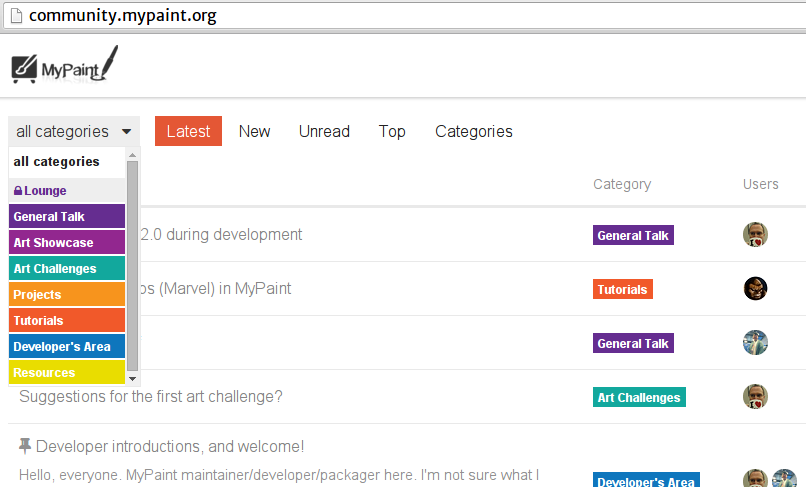 community.mypaint.org
MyPaint
all categories
Latest New Unread Top Categories
all categories
Lounge
General Talk
Art Showcase
Art Challenges
Projects
Tutorials
Developer's Area
Resources
Category Users
2.0 during development General Talk
(Marvel) in MyPaint Tutorials
General Talk
Suggestions for the first art challenge? Art Challenges
Developer introductions, and welcome!
Hello, everyone. MyPaint maintainer/developer/packager here. I'm not sure what I
Developer's Area